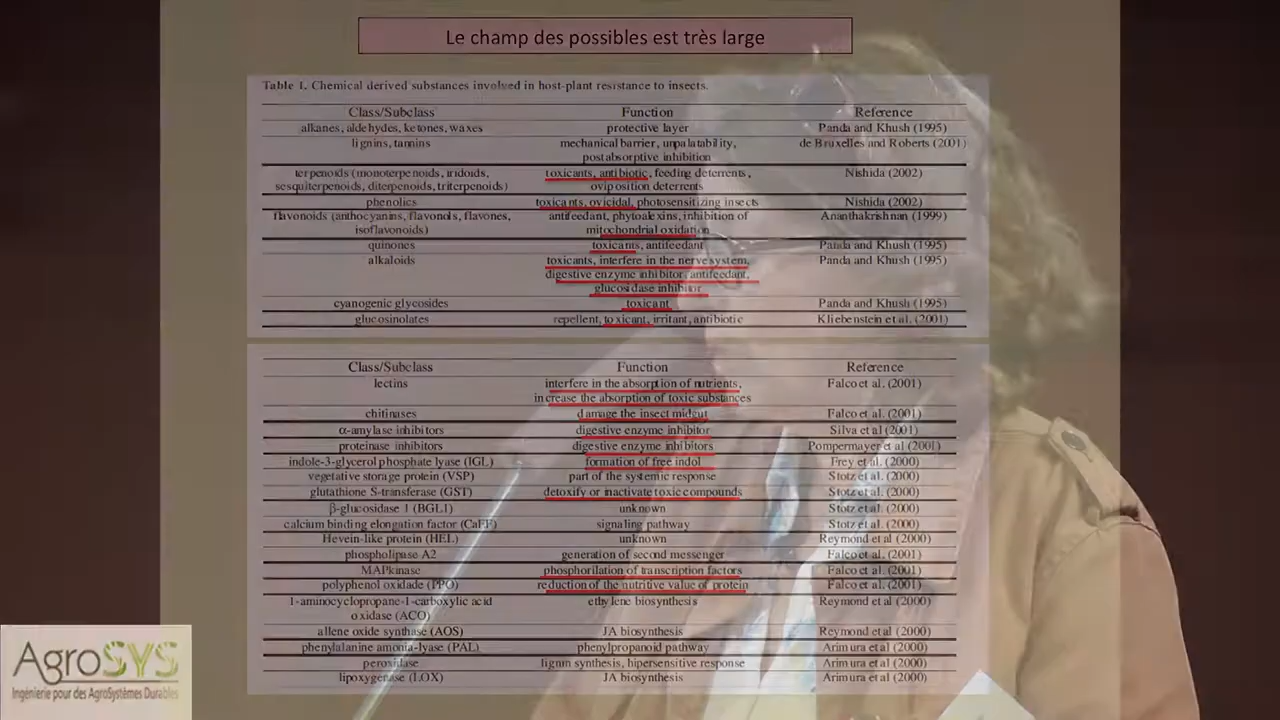 Le champ des possibles est très large
Table 1. Chemical derived substances involved in host-plant resistance to insects.
Class/Subclass Function Reference
alkanes, aldehydes, ketones, waxes protective layer Panda and Khush (1995)
lignins, tannins mechanical barrier, unpalatability, de Bruxelles and Roberts (2001)
postabsorptive inhibition
terpenoids (monoterpenoids, iridoids, toxicants, antibiotic, feeding deterrents, Nishida (2002)
sesquiterpenoids, diterpenoids, triterpenoids) oviposition deterrents
phenolics toxicants, ovicidal, photosensitizing insects Nishida (2002)
flavonoids (anthocyanins, flavonols, flavones, antifeedant, phytoalexins, inhibition of Ananthakrishnan (1999)
isoflavonoids) mitochondrial oxidation
quinones toxicants, antifeedant Panda and Khush (1995)
alkaloids toxicants, interfere in the nerve system, Panda and Khush (1995)
digestive enzyme inhibitor, antifeedant,
glucosidase inhibitor
cyanogenic glycosides toxicant Panda and Khush (1995)
glucosinolates repellent, toxicant, irritant, antibiotic Kliebenstein et al. (2001)
Class/Subclass Function Reference
lectins interfere in the absorption of nutrients, Falco et al. (2001)
increase the absorption of toxic substances
chitinases damage the insect midgut Falco et al. (2001)
α-amylase inhibitors digestive enzyme inhibitor Silva et al (2001)
proteinase inhibitors digestive enzyme inhibitors Pompermayer et al (2001)
indole-3-glycerol phosphate lyase (IGL) formation of free indol Frey et al. (2000)
vegetative storage protein (VSP) part of the systemic response Stotz et al. (2000)
glutathione S-transferase (GST) detoxify or inactivate toxic compounds Stotz et al. (2000)
β-glucosidase 1 (BGL1) unknown Stotz et al. (2000)
calcium binding elongation factor (CaEF) signaling pathway Stotz et al. (2000)
Hevein-like protein (HEL) unknown Reymond et al (2000)
phospholipase A2 generation of second messenger Falco et al. (2001)
MAPkinase phosphorilation of transcription factors Falco et al. (2001)
polyphenol oxidade (PPO) reduction of the nutritive value of protein Falco et al. (2001)
1-aminocyclopropane-1-carboxylic acid ethylene biosynthesis Reymond et al (2000)
oxidase (ACO)
allene oxide synthase (AOS) JA biosynthesis Reymond et al (2000)
phenylalanine amonia-lyase (PAL) phenylpropanoid pathway Arimura et al (2000)
peroxidase lignin synthesis, hipersensitive response Arimura et al (2000)
lipoxygenase (LOX) JA biosynthesis Arimura et al (2000)
AgroSYS
Ingénierie pour des AgroSystèmes Durables